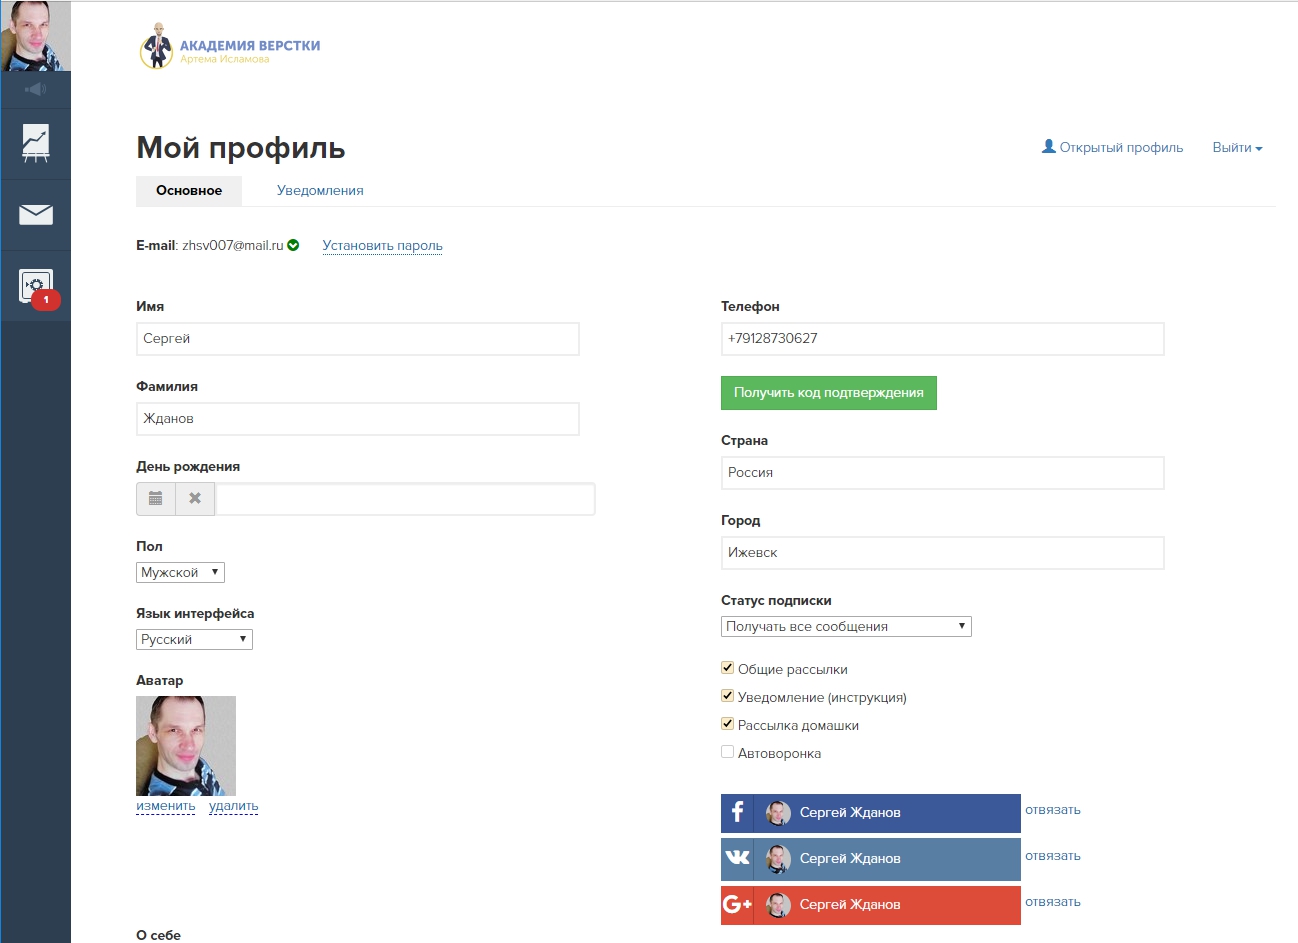 АКАДЕМИЯ ВЕРСТКИ
Артема Исламова
Мой профиль
Открытый профиль
Выйти
Основное
Уведомления
E-mail: zhsv007@mail.ru
Установить пароль
1
Имя
Сергей
Фамилия
Жданов
День рождения
Пол
Мужской
Язык интерфейса
Русский
Аватар
изменить удалить
О себе
Телефон
+79128730627
Получить код подтверждения
Страна
Россия
Город
Ижевск
Статус подписки
Получать все сообщения
Общие рассылки
Уведомление (инструкция)
Рассылка домашки
Автоворонка
f Сергей Жданов отвязать
Сергей Жданов отвязать
G+ Сергей Жданов отвязать